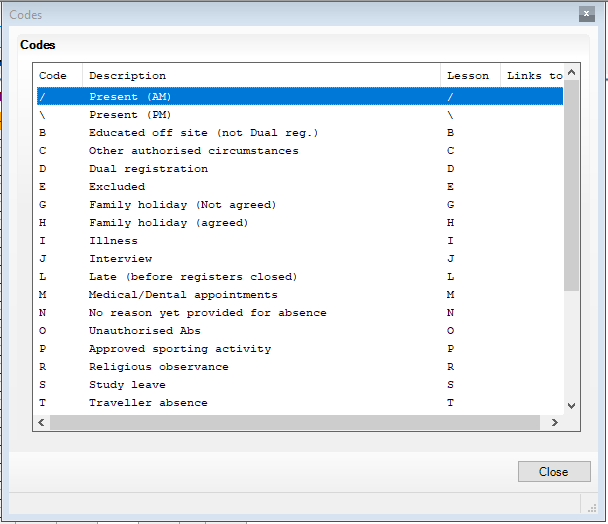 Codes
Codes
Code Description Lesson Links to
/ Present (AM) /
\ Present (PM) \
B Educated off site (not Dual reg.) B
C Other authorised circumstances C
D Dual registration D
E Excluded E
G Family holiday (Not agreed) G
H Family holiday (agreed) H
I Illness I
J Interview J
L Late (before registers closed) L
M Medical/Dental appointments M
N No reason yet provided for absence N
O Unauthorised Abs O
P Approved sporting activity P
R Religious observance R
S Study leave S
T Traveller absence T
Close